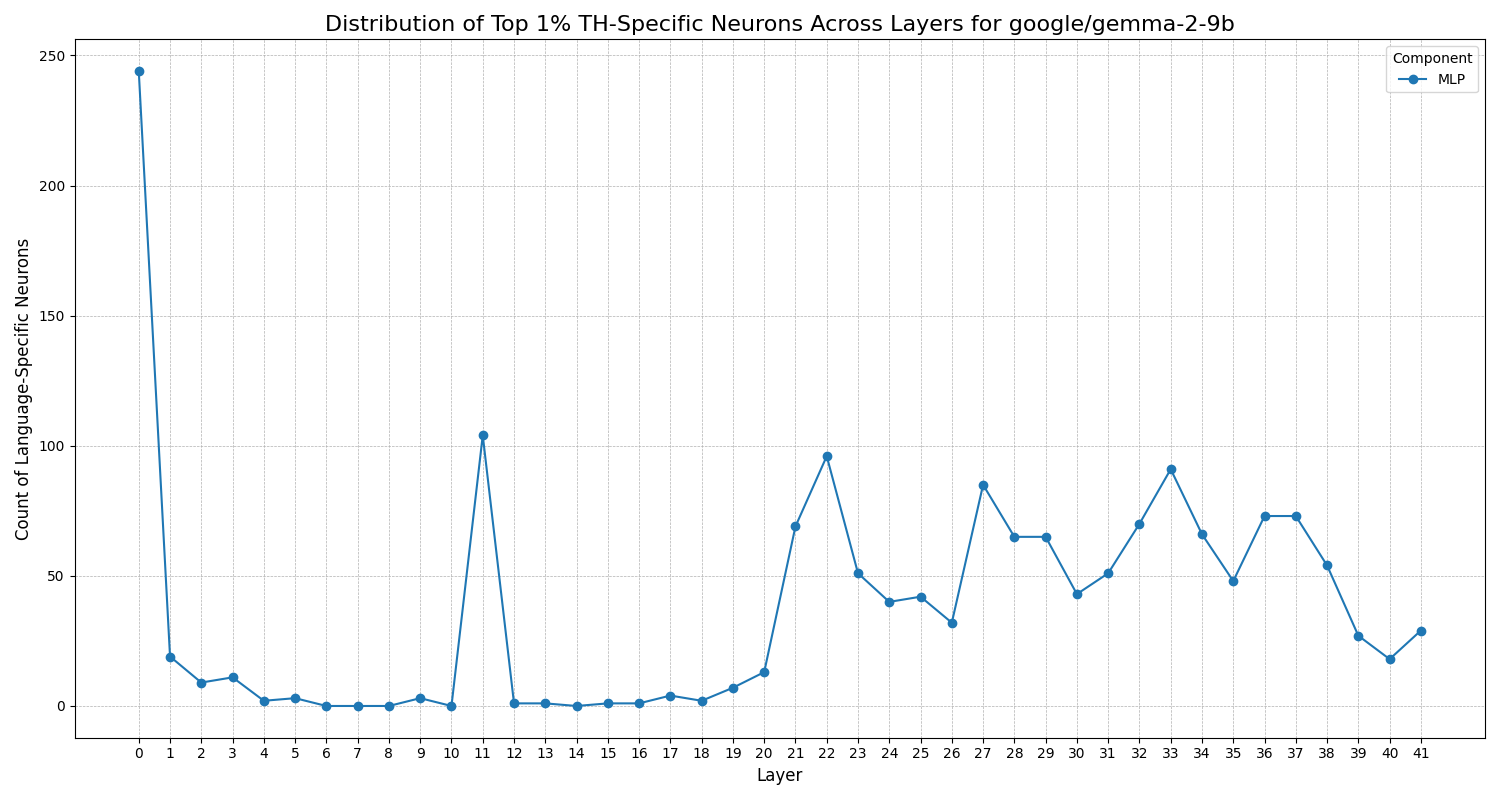 Distribution of Top 1% TH-Specific Neurons Across Layers for google/gemma-2-9b
Component
MLP
Count of Language-Specific Neurons
250
200
150
100
50
0
0 1 2 3 4 5 6 7 8 9 10 11 12 13 14 15 16 17 18 19 20 21 22 23 24 25 26 27 28 29 30 31 32 33 34 35 36 37 38 39 40 41
Layer